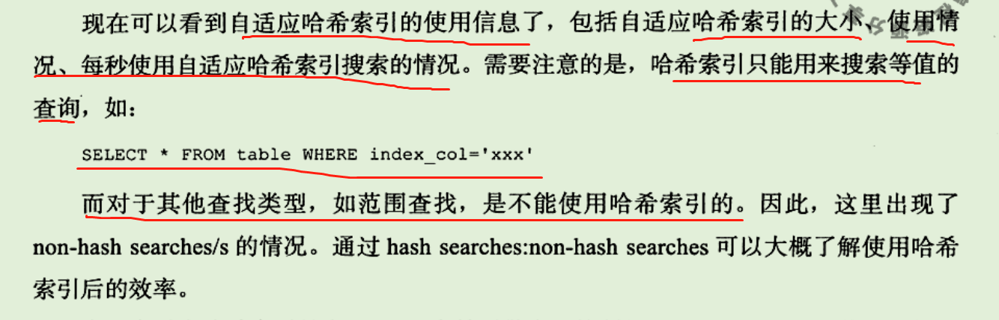 现在可以看到自适应哈希索引的使用信息了，包括自适应哈希索引的大小、使用情
况、每秒使用自适应哈希索引搜索的情况。需要注意的是，哈希索引只能用来搜索等值的
查询，如：
SELECT * FROM table WHERE index_col='xxx'
而对于其他查找类型，如范围查找，是不能使用哈希索引的。因此，这里出现了
non-hash searches/s 的情况。通过 hash searches:non-hash searches 可以大概了解使用哈希
索引后的效率。